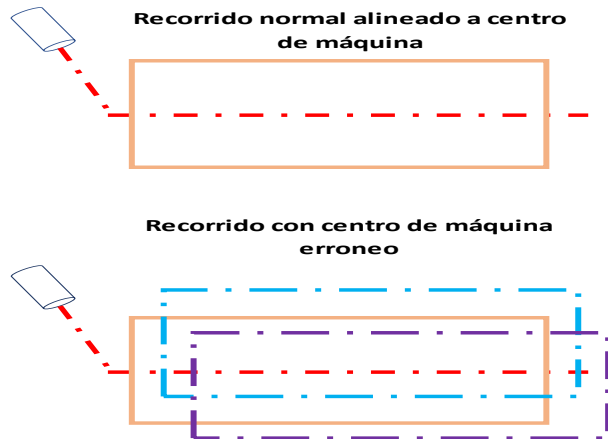 Recorrido normal alineado a centro
de máquina
Recorrido con centro de máquina
erroneo